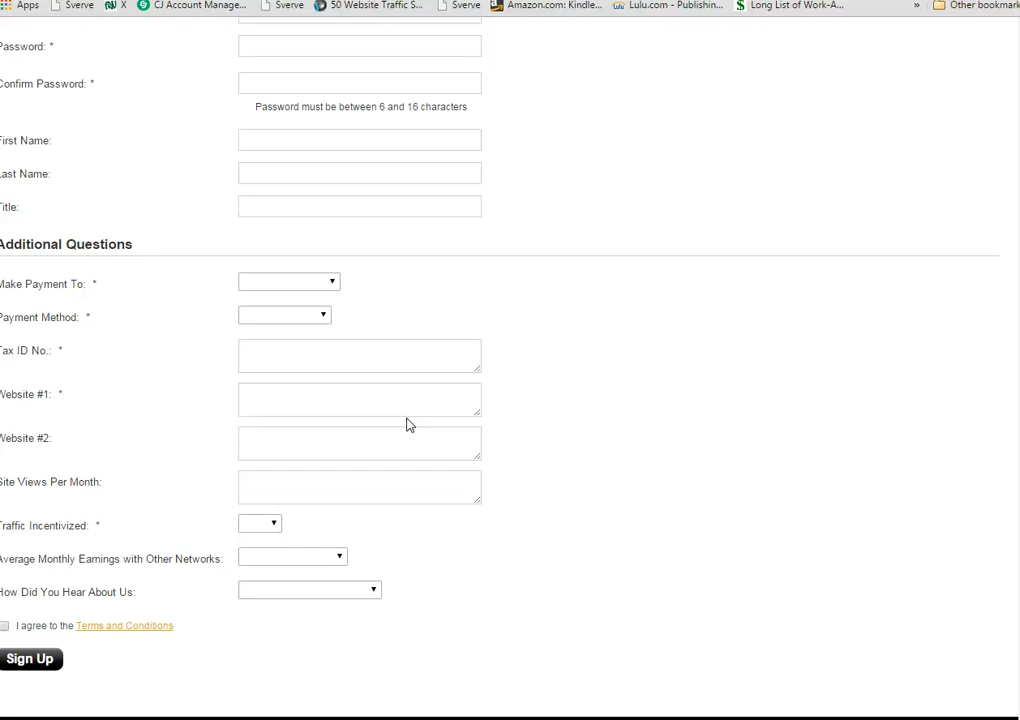 Apps Sverve X CJ Account Manage... Sverve 50 Website Traffic S... Sverve Amazon.com: Kindle... Lulu.com - Publishin... Long List of Work-A... » Other bookmark
Password: *
Confirm Password: *
Password must be between 6 and 16 characters
First Name:
Last Name:
Title:
Additional Questions
Make Payment To: *
Payment Method: *
Tax ID No.: *
Website #1: *
Website #2:
Site Views Per Month:
Traffic Incentivized: *
Average Monthly Earnings with Other Networks:
How Did You Hear About Us:
I agree to the Terms and Conditions
Sign Up